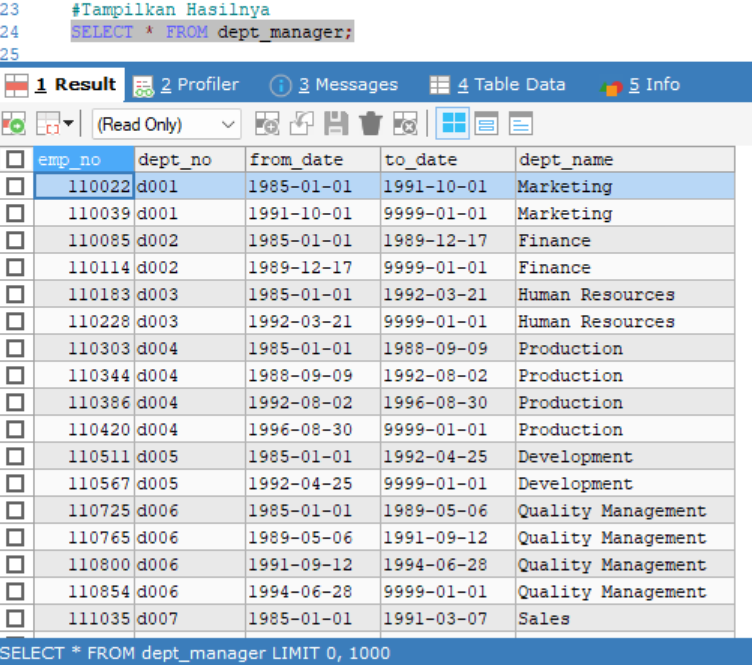 23 #Tampilkan Hasilnya
24 SELECT * FROM dept_manager;
25
1 Result 2 Profiler 3 Messages 4 Table Data 5 Info
(Read Only)
emp_no dept_no from_date to_date dept_name
110022 d001 1985-01-01 1991-10-01 Marketing
110039 d001 1991-10-01 9999-01-01 Marketing
110085 d002 1985-01-01 1989-12-17 Finance
110114 d002 1989-12-17 9999-01-01 Finance
110183 d003 1985-01-01 1992-03-21 Human Resources
110228 d003 1992-03-21 9999-01-01 Human Resources
110303 d004 1985-01-01 1988-09-09 Production
110344 d004 1988-09-09 1992-08-02 Production
110386 d004 1992-08-02 1996-08-30 Production
110420 d004 1996-08-30 9999-01-01 Production
110511 d005 1985-01-01 1992-04-25 Development
110567 d005 1992-04-25 9999-01-01 Development
110725 d006 1985-01-01 1989-05-06 Quality Management
110765 d006 1989-05-06 1991-09-12 Quality Management
110800 d006 1991-09-12 1994-06-28 Quality Management
110854 d006 1994-06-28 9999-01-01 Quality Management
111035 d007 1985-01-01 1991-03-07 Sales
SELECT * FROM dept_manager LIMIT 0, 1000